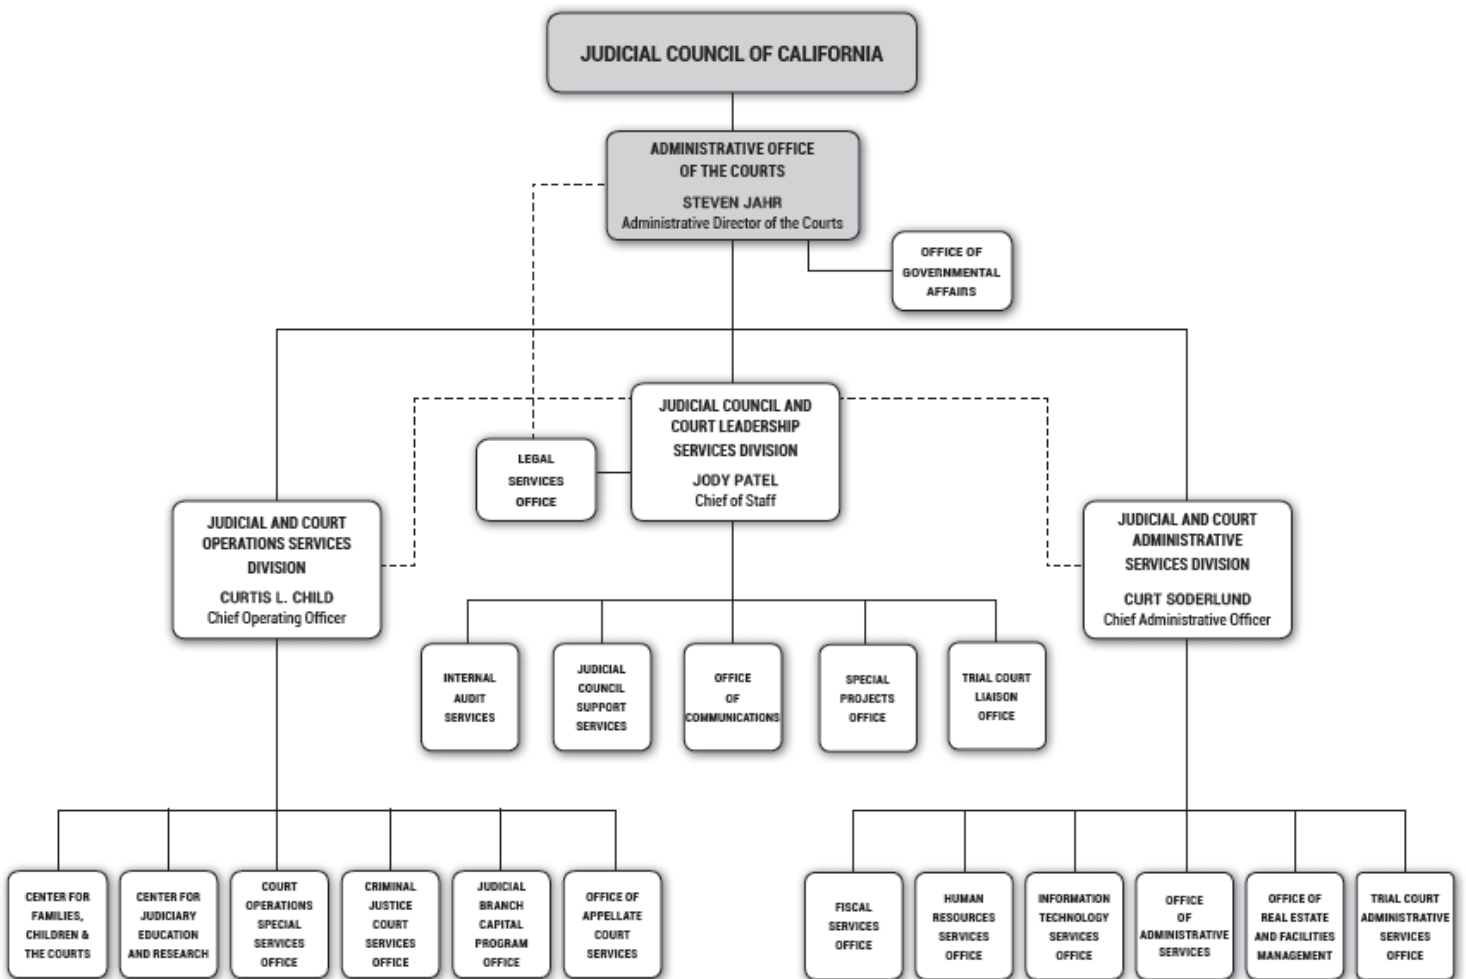 JUDICIAL COUNCIL OF CALIFORNIA
ADMINISTRATIVE OFFICE
OF THE COURTS
STEVEN JAHR
Administrative Director of the Courts
OFFICE OF
GOVERNMENTAL
AFFAIRS
JUDICIAL COUNCIL AND
COURT LEADERSHIP
SERVICES DIVISION
JODY PATEL
Chief of Staff
LEGAL
SERVICES
OFFICE
JUDICIAL AND COURT
OPERATIONS SERVICES
DIVISION
CURTIS L. CHILD
Chief Operating Officer
JUDICIAL AND COURT
ADMINISTRATIVE
SERVICES DIVISION
CURT SODERLUND
Chief Administrative Officer
INTERNAL
AUDIT
SERVICES
JUDICIAL
COUNCIL
SUPPORT
SERVICES
OFFICE
OF
COMMUNICATIONS
SPECIAL
PROJECTS
OFFICE
TRIAL COURT
LIAISON
OFFICE
CENTER FOR
FAMILIES,
CHILDREN &
THE COURTS
CENTER FOR
JUDICIARY
EDUCATION
AND RESEARCH
COURT
OPERATIONS
SPECIAL
SERVICES
OFFICE
CRIMINAL
JUSTICE
COURT
SERVICES
OFFICE
JUDICIAL
BRANCH
CAPITAL
PROGRAM
OFFICE
OFFICE OF
APPELLATE
COURT
SERVICES
FISCAL
SERVICES
OFFICE
HUMAN
RESOURCES
SERVICES
OFFICE
INFORMATION
TECHNOLOGY
SERVICES
OFFICE
OFFICE
OF
ADMINISTRATIVE
SERVICES
OFFICE OF
REAL ESTATE
AND FACILITIES
MANAGEMENT
TRIAL COURT
ADMINISTRATIVE
SERVICES
OFFICE